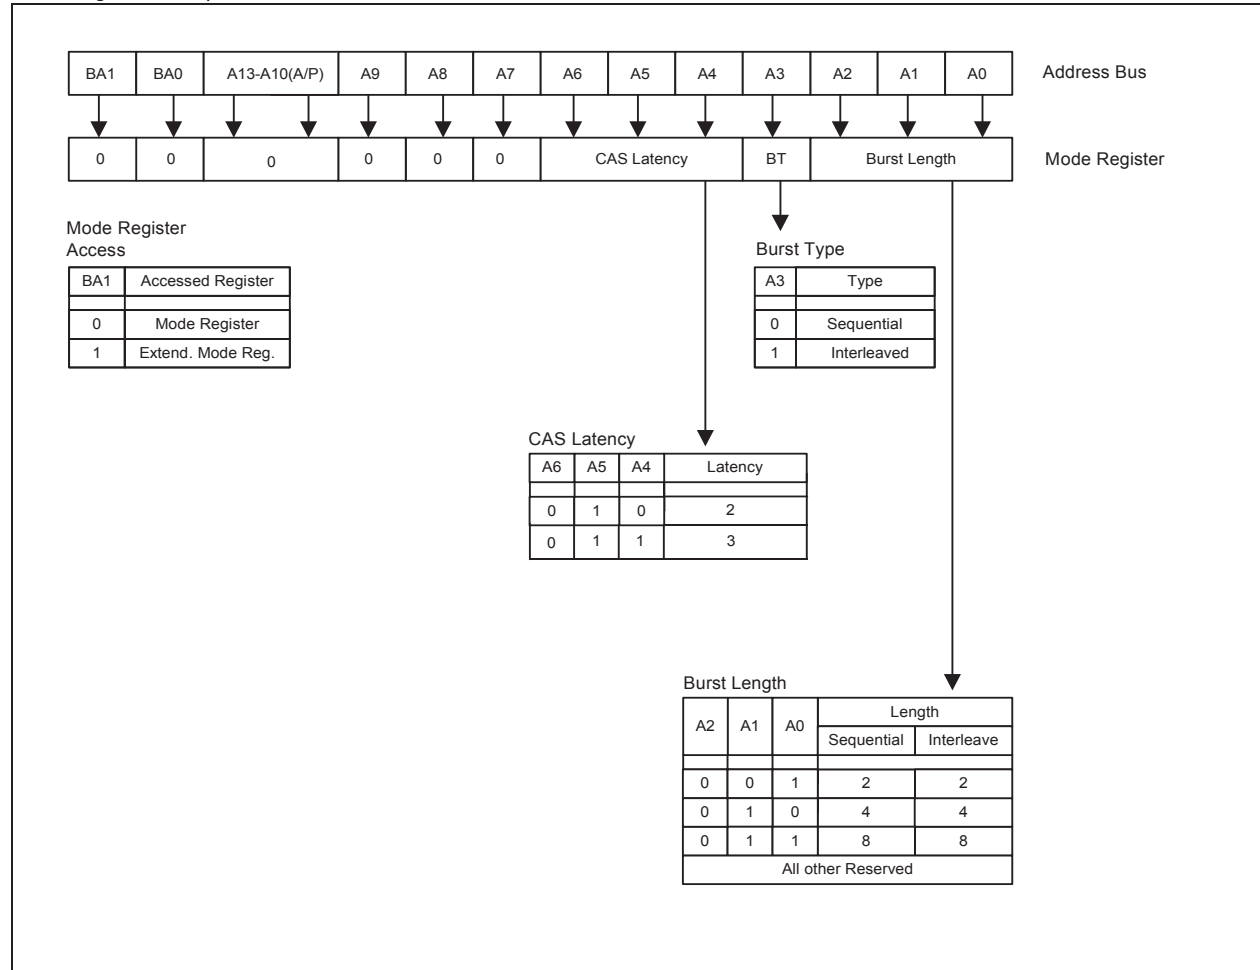 BA1 BA0 A13-A10(A/P) A9 A8 A7 A6 A5 A4 A3 A2 A1 A0 Address Bus
0 0 0 0 0 0 CAS Latency BT Burst Length Mode Register
Mode Register
Access
BA1 Accessed Register
0 Mode Register
1 Extend. Mode Reg.
Burst Type
A3 Type
0 Sequential
1 Interleaved
CAS Latency
A6 A5 A4 Latency
0 1 0 2
0 1 1 3
Burst Length
A2 A1 A0 Length
Sequential Interleave
0 0 1 2 2
0 1 0 4 4
0 1 1 8 8
All other Reserved